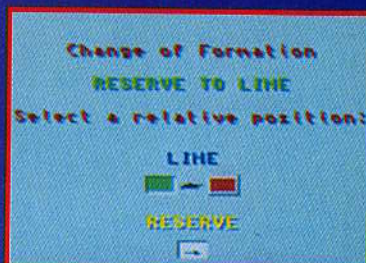 Change of Formation
RESERVE TO LINE
Select a relative position:
LINE
RESERVE